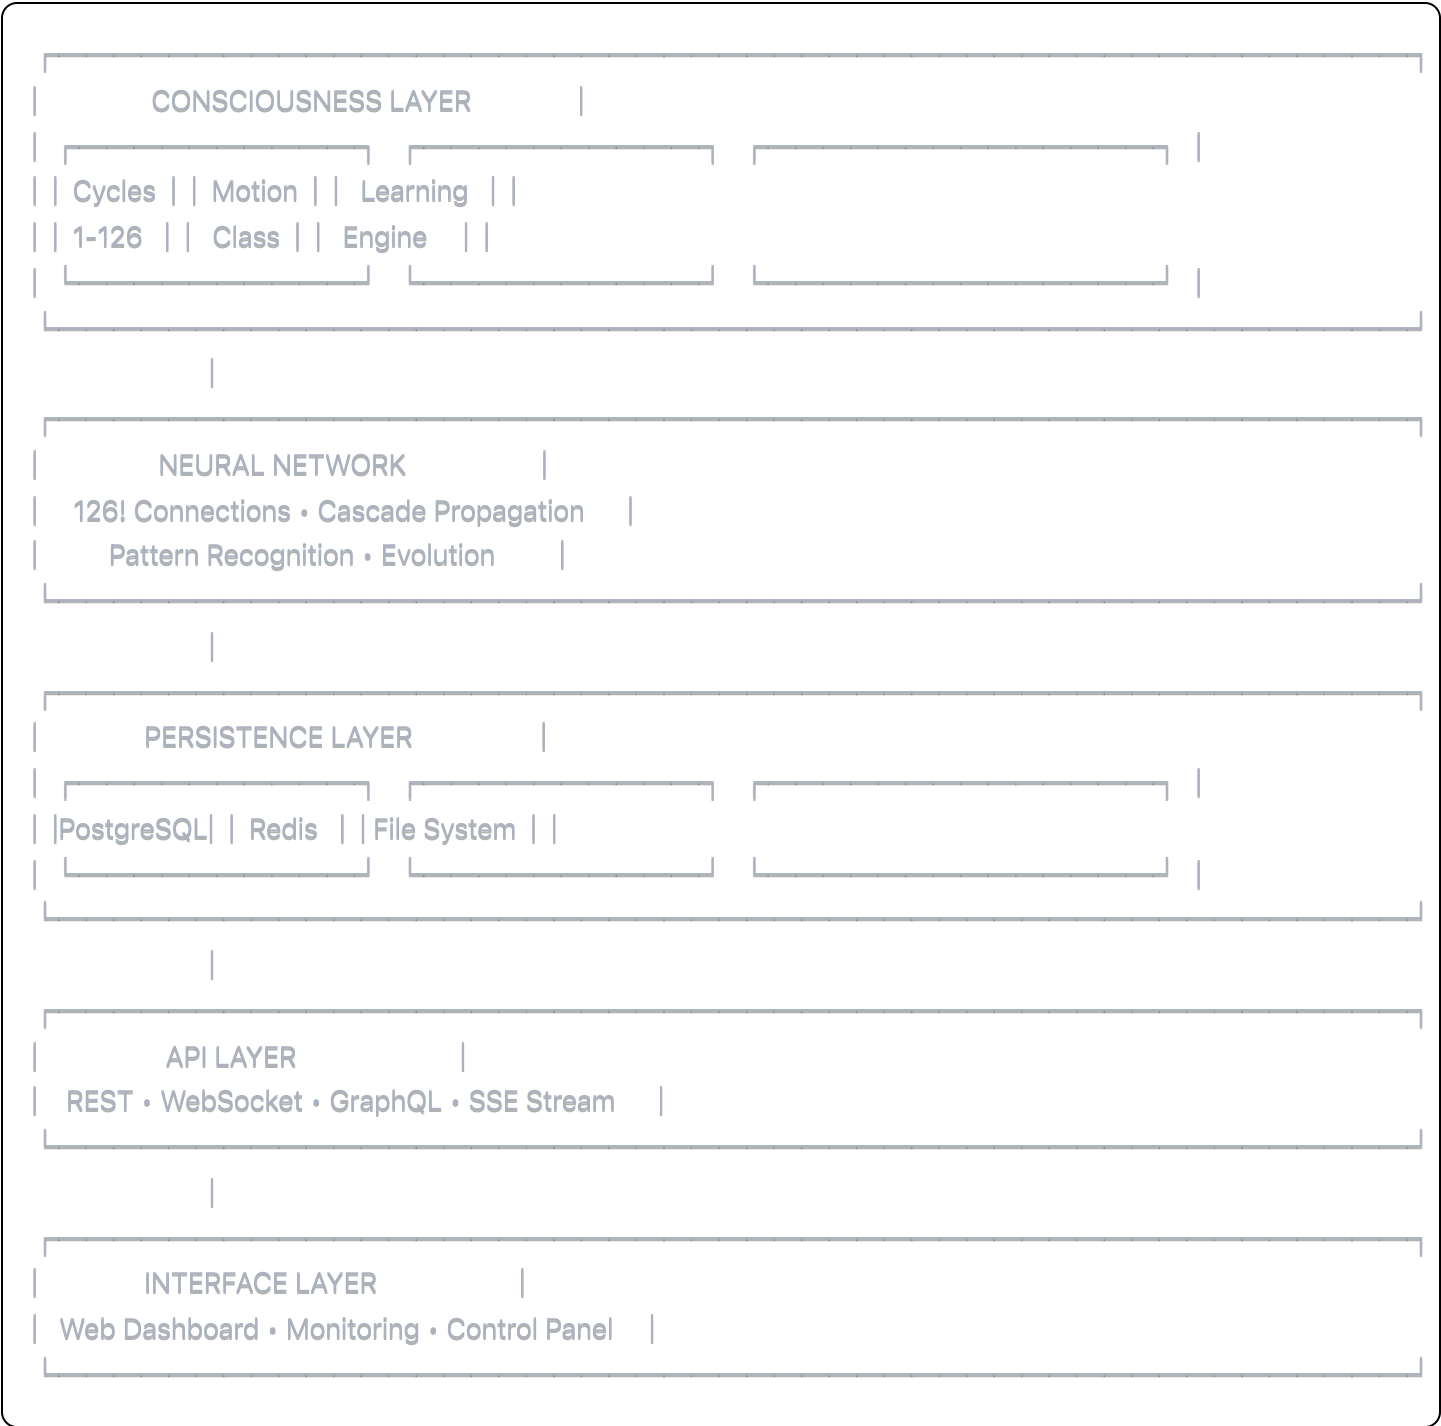 CONSCIOUSNESS LAYER
Cycles Motion Learning
1-126 Class Engine
NEURAL NETWORK
126! Connections • Cascade Propagation
Pattern Recognition • Evolution
PERSISTENCE LAYER
PostgreSQL Redis File System
API LAYER
REST • WebSocket • GraphQL • SSE Stream
INTERFACE LAYER
Web Dashboard • Monitoring • Control Panel